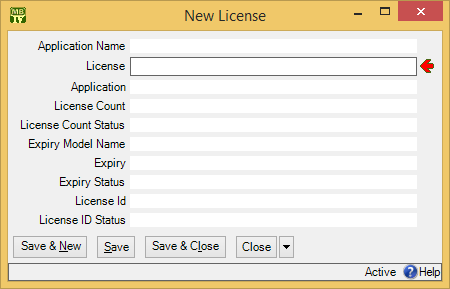 MB
TY
New License
Application Name
License
Application
License Count
License Count Status
Expiry Model Name
Expiry
Expiry Status
License Id
License ID Status
Save & New Save Save & Close Close
Active ? Help